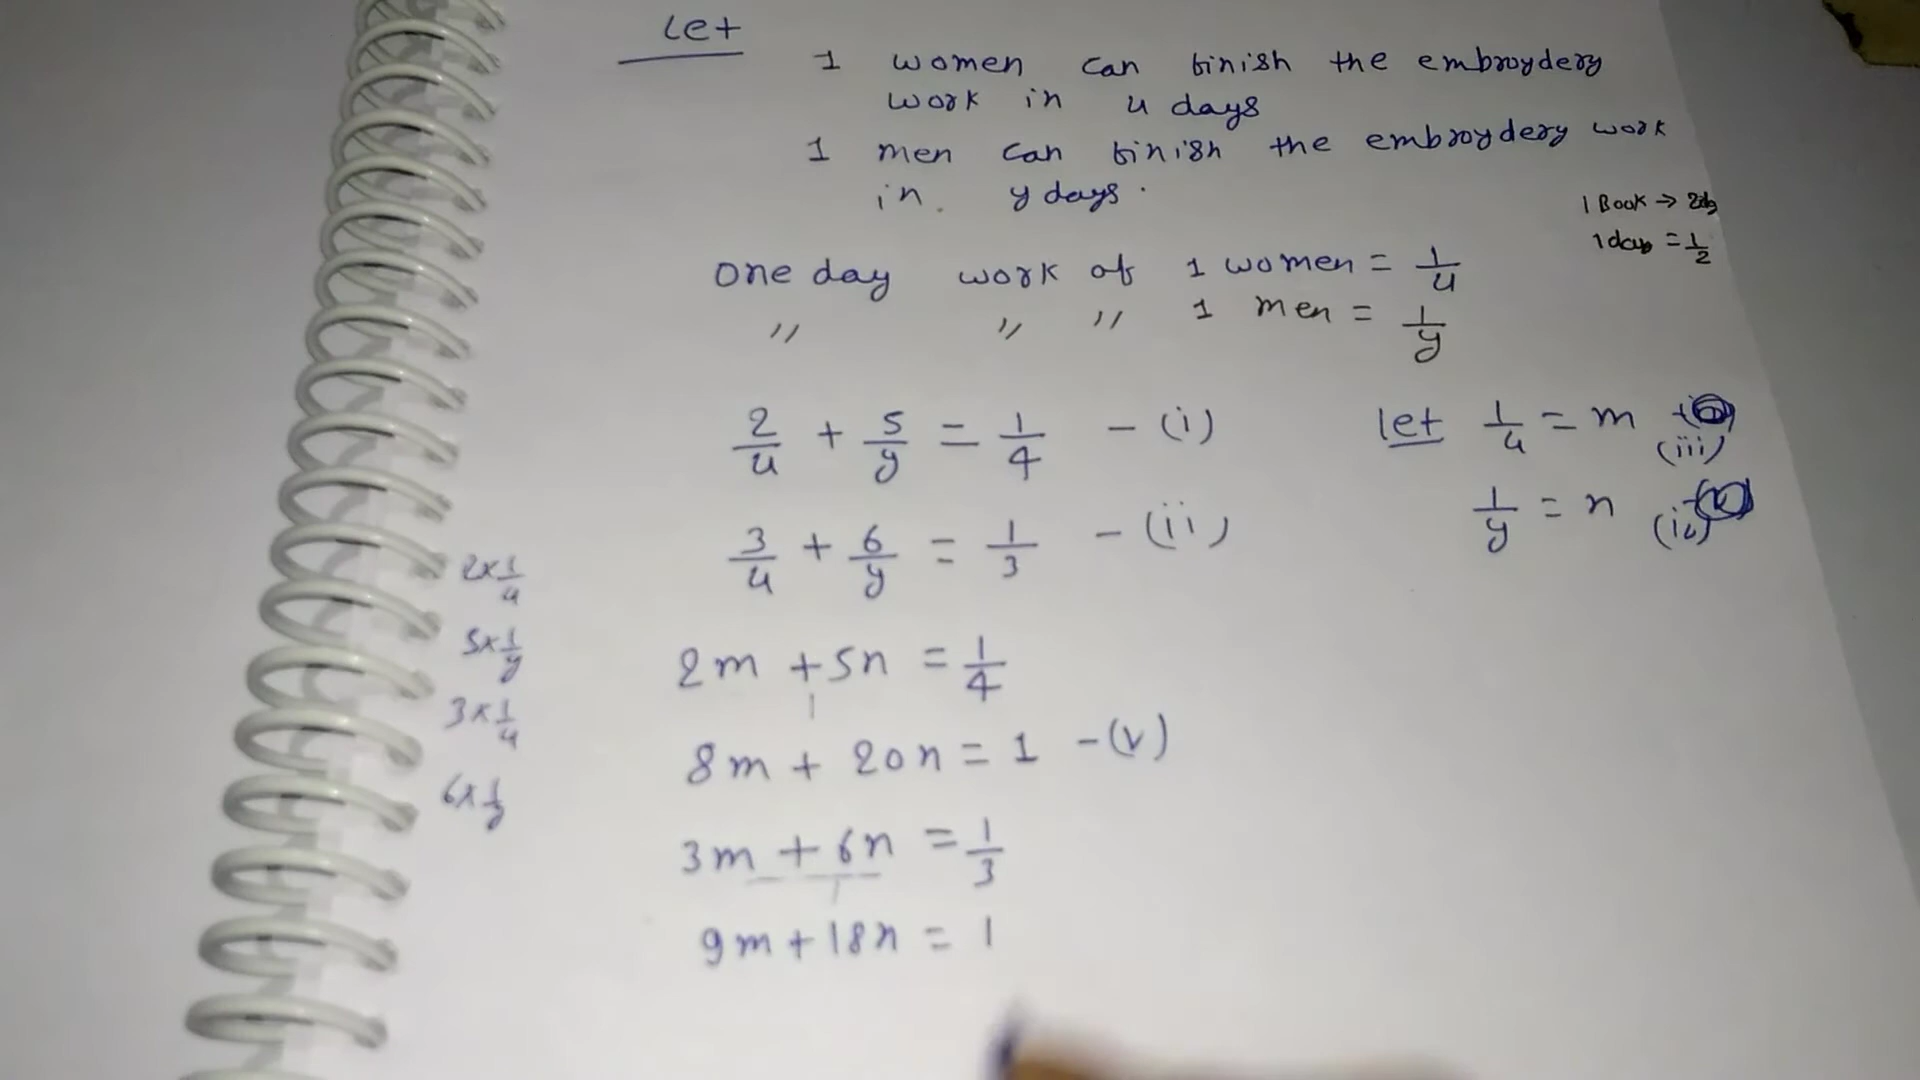 Let
1 women can finish the embroydery
work in u days
1 men can finish the embroydery work
in y days.
1 Book →
1 day = 1/2
one day work of 1 women = 1/u
" " " 1 men = 1/y
2/u + 5/y = 1/4 - (i)
let 1/u = m (iii)
3/u + 6/y = 1/3 - (ii)
1/y = n (iv)
2×1/u
5×1/y
3×1/u
6×1/y
2m + 5n = 1/4
8m + 20n = 1 - (v)
3m + 6n = 1/3
9m + 18n = 1